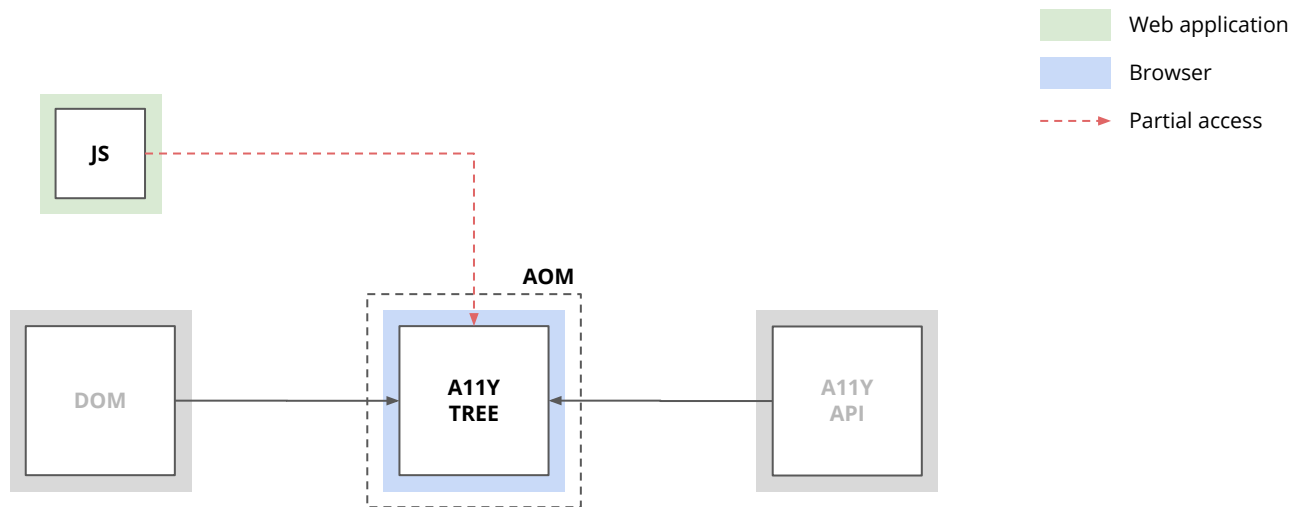 Web application
Browser
Partial access
JS
AOM
DOM
A11Y
TREE
A11Y
API